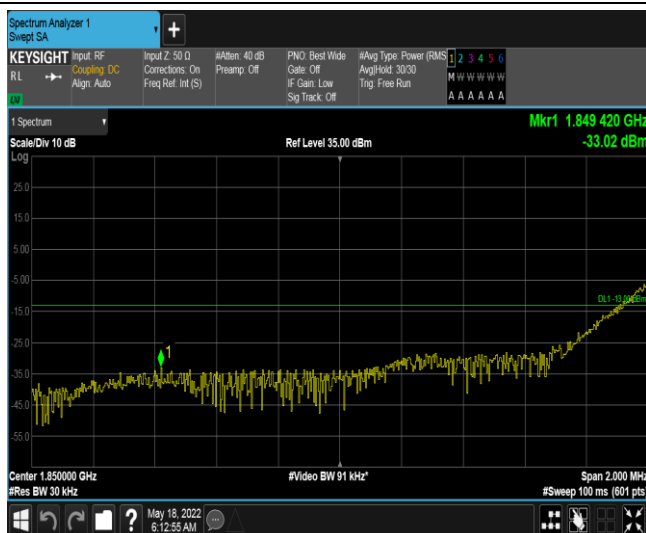 Spectrum Analyzer 1
Swept SA
+
KEYSIGHT
RL
Input: RF
Coupling: DC
Align: Auto
Input Z: 50 Ω
Corrections: On
Freq Ref: Int (S)
#Atten: 40 dB
Preamp: Off
PNO: Best Wide
Gate: Off
IF Gain: Low
Sig Track: Off
#Avg Type: Power (RMS
Avg|Hold: 30/30
Trig: Free Run
1 2 3 4 5 6
M W W W W W
A A A A A A
1 Spectrum
Mkr1 1.849 420 GHz
Scale/Div 10 dB
Ref Level 35.00 dBm
-33.02 dBm
Log
25.0
15.0
5.00
-5.00
DL1 -13.00 dBm
-15.0
1
-25.0
-35.0
-45.0
-55.0
Center 1.850000 GHz
#Video BW 91 kHz*
Span 2.000 MHz
#Res BW 30 kHz
#Sweep 100 ms (601 pts
?
May 18, 2022
6:12:55 AM